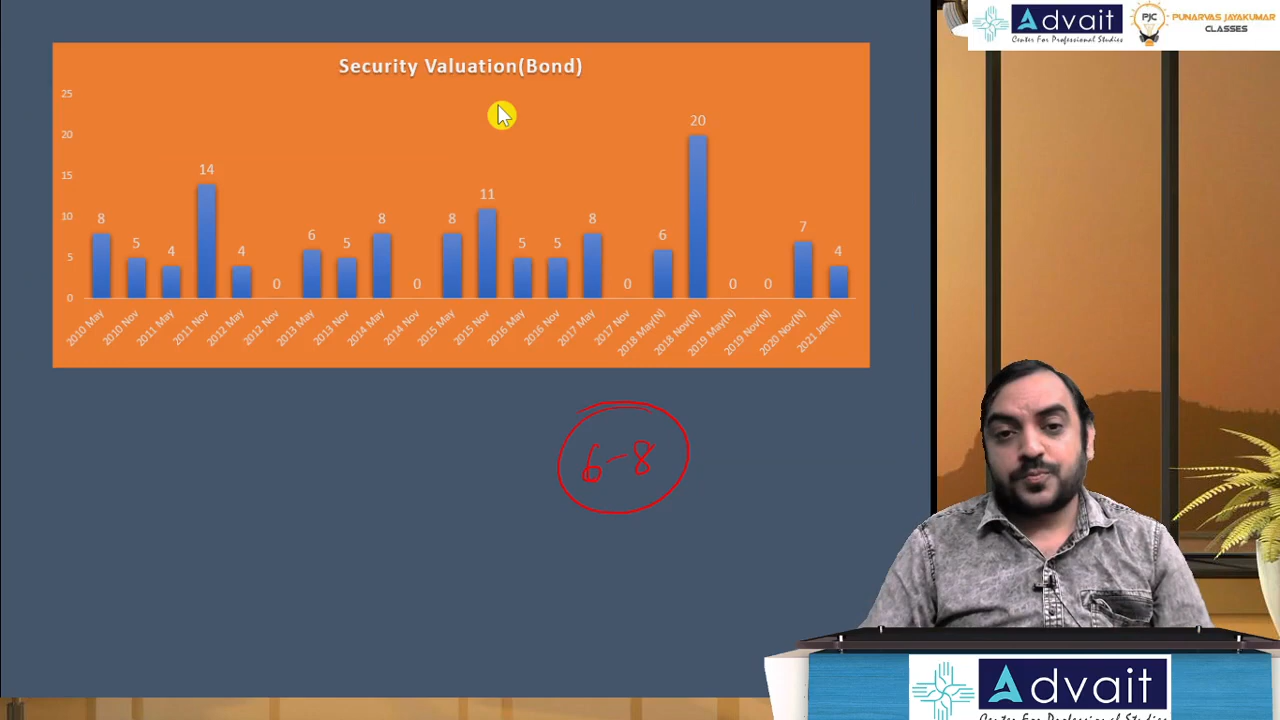 Advait
Center For Professional Studies
PJC
PUNARVAS JAYAKUMAR
CLASSES
Security Valuation(Bond)
25
20
15
10
5
0
8
5
4
14
4
0
6
5
8
0
8
11
5
5
8
0
6
20
0
0
7
4
2010 May
2010 Nov
2011 May
2011 Nov
2012 May
2012 Nov
2013 May
2013 Nov
2014 May
2014 Nov
2015 May
2015 Nov
2016 May
2016 Nov
2017 May
2017 Nov
2018 May(N)
2018 Nov(N)
2019 May(N)
2019 Nov(N)
2020 Nov(N)
2021 Jan(N)
6-8
Advait
Center For Professional Studies